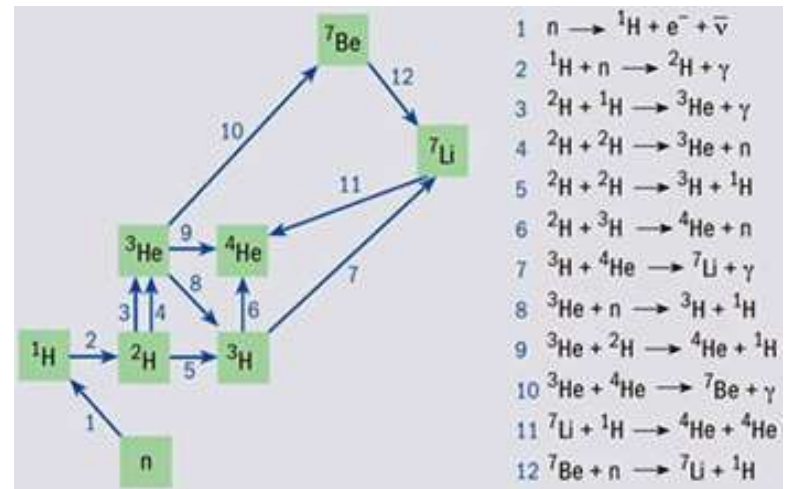 ⁷Be
12
10
⁷Li
11
³He
9
⁴He
8
7
3
4
6
¹H
2
²H
5
³H
1
n
1 n → ¹H + e⁻ + ν̅
2 ¹H + n → ²H + γ
3 ²H + ¹H → ³He + γ
4 ²H + ²H → ³He + n
5 ²H + ²H → ³H + ¹H
6 ²H + ³H → ⁴He + n
7 ³H + ⁴He → ⁷Li + γ
8 ³He + n → ³H + ¹H
9 ³He + ²H → ⁴He + ¹H
10 ³He + ⁴He → ⁷Be + γ
11 ⁷Li + ¹H → ⁴He + ⁴He
12 ⁷Be + n → ⁷Li + ¹H